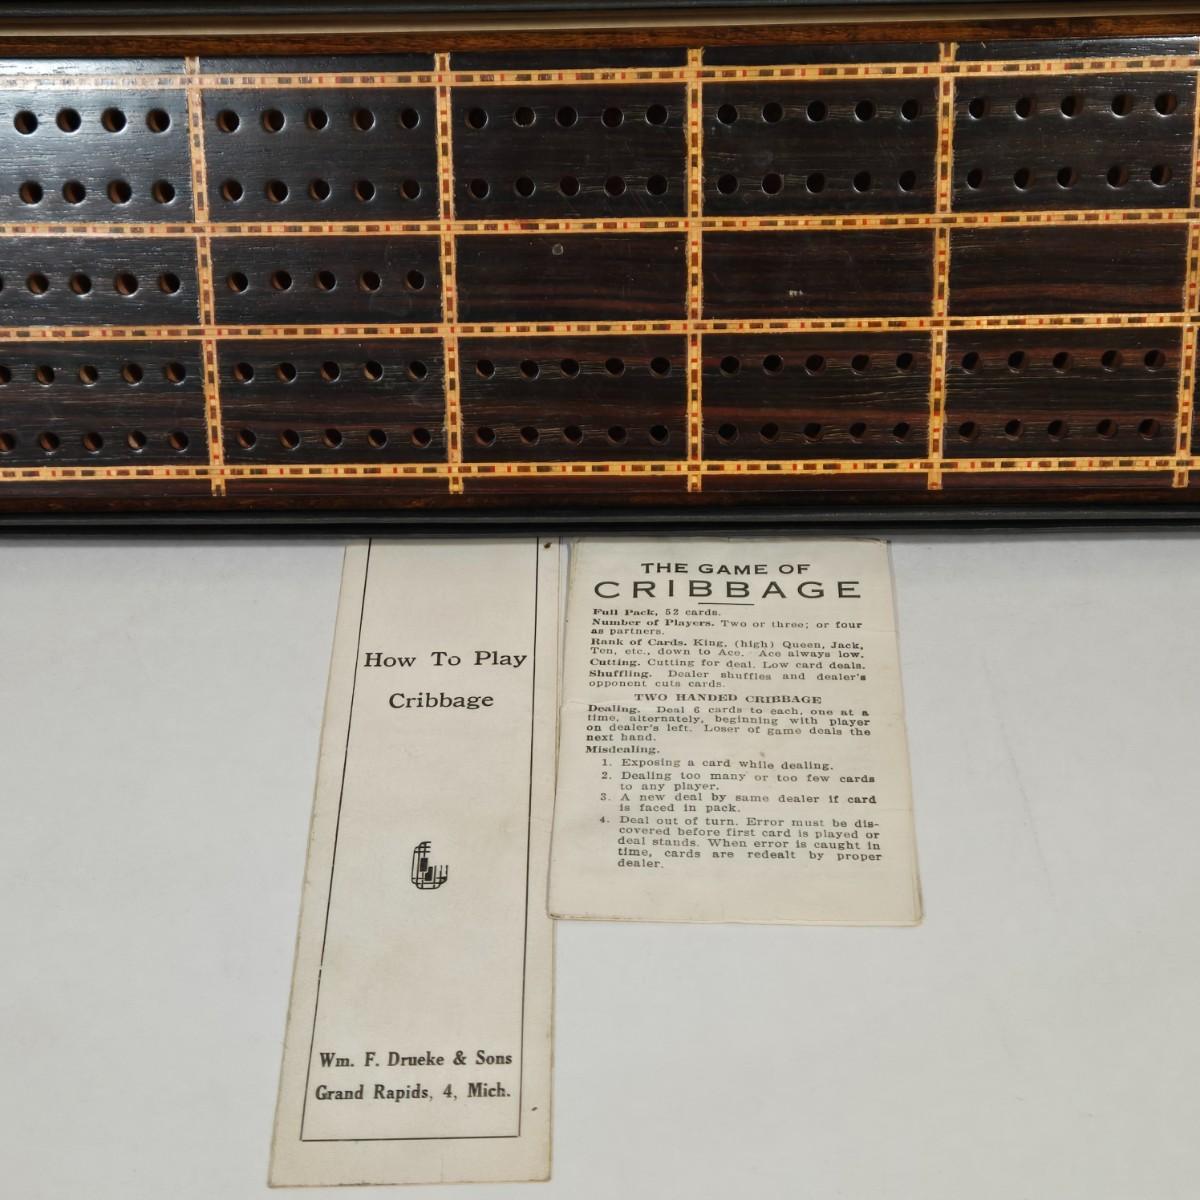 How To Play
Cribbage
Wm. F. Drueke & Sons
Grand Rapids, 4, Mich.
THE GAME OF
CRIBBAGE
Full Pack, 52 cards.
Number of Players. Two or three; or four
as partners.
Rank of Cards. King, (high) Queen, Jack,
Ten, etc., down to Ace. Ace always low.
Cutting. Cutting for deal. Low card deals.
Shuffling. Dealer shuffles and dealer's
opponent cuts cards.
TWO HANDED CRIBBAGE
Dealing. Deal 6 cards to each, one at a
time, alternately, beginning with player
on dealer's left. Loser of game deals the
next hand.
Misdealing.
1. Exposing a card while dealing.
2. Dealing too many or too few cards
to any player.
3. A new deal by same dealer if card
is faced in pack.
4. Deal out of turn. Error must be dis-
covered before first card is played or
deal stands. When error is caught in
time, cards are redealt by proper
dealer.